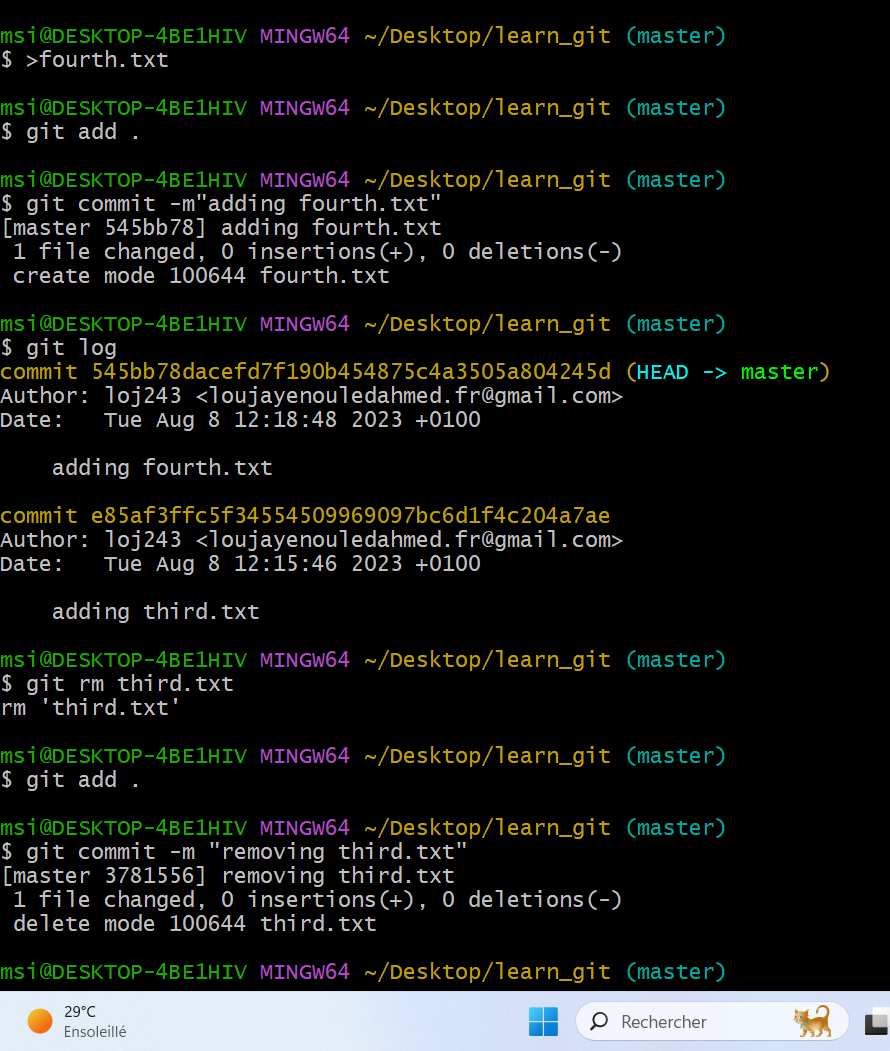 msi@DESKTOP-4BE1HIV MINGW64 ~/Desktop/learn_git (master)
$ >fourth.txt
msi@DESKTOP-4BE1HIV MINGW64 ~/Desktop/learn_git (master)
$ git add .
msi@DESKTOP-4BE1HIV MINGW64 ~/Desktop/learn_git (master)
$ git commit -m"adding fourth.txt"
[master 545bb78] adding fourth.txt
 1 file changed, 0 insertions(+), 0 deletions(-)
 create mode 100644 fourth.txt
msi@DESKTOP-4BE1HIV MINGW64 ~/Desktop/learn_git (master)
$ git log
commit 545bb78dacefd7f190b454875c4a3505a804245d (HEAD -> master)
Author: loj243 <loujayenouledahmed.fr@gmail.com>
Date:   Tue Aug 8 12:18:48 2023 +0100
    adding fourth.txt
commit e85af3ffc5f34554509969097bc6d1f4c204a7ae
Author: loj243 <loujayenouledahmed.fr@gmail.com>
Date:   Tue Aug 8 12:15:46 2023 +0100
    adding third.txt
msi@DESKTOP-4BE1HIV MINGW64 ~/Desktop/learn_git (master)
$ git rm third.txt
rm 'third.txt'
msi@DESKTOP-4BE1HIV MINGW64 ~/Desktop/learn_git (master)
$ git add .
msi@DESKTOP-4BE1HIV MINGW64 ~/Desktop/learn_git (master)
$ git commit -m "removing third.txt"
[master 3781556] removing third.txt
 1 file changed, 0 insertions(+), 0 deletions(-)
 delete mode 100644 third.txt
msi@DESKTOP-4BE1HIV MINGW64 ~/Desktop/learn_git (master)
29°C
Ensoleillé
Rechercher